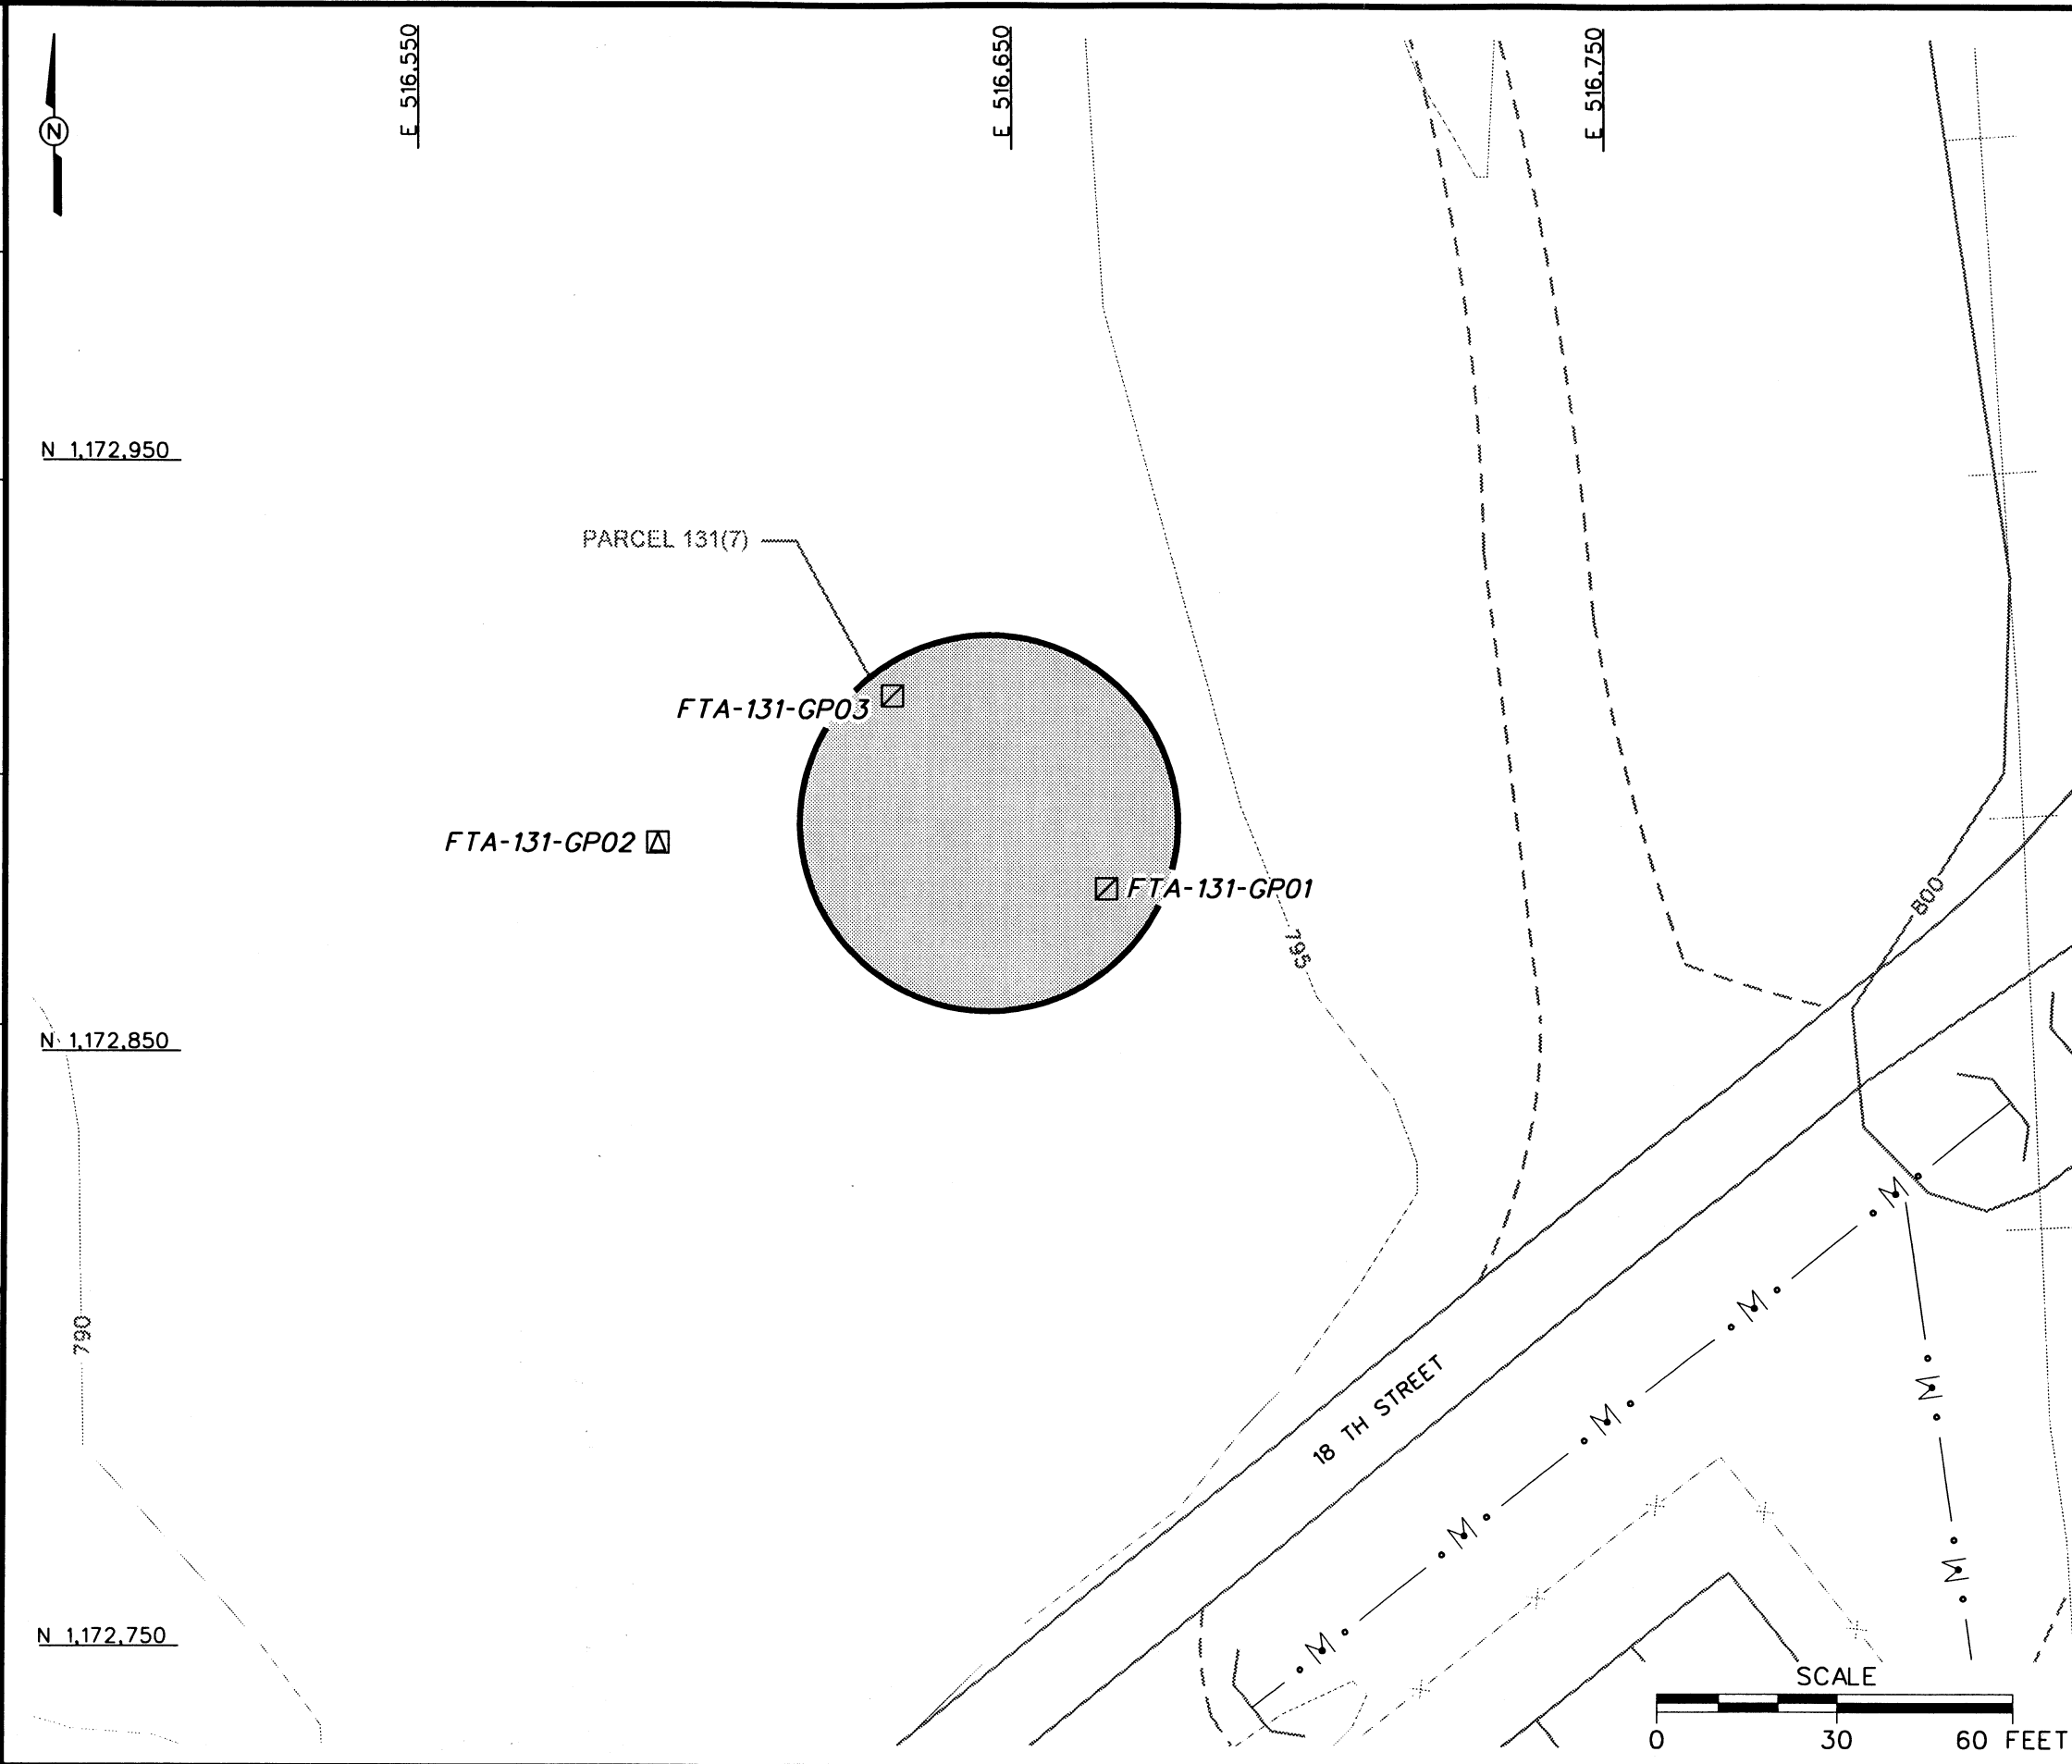 E 516,550
E 516,650
E 516,750
N
N 1,172,950
PARCEL 131(7)
FTA-131-GP03
FTA-131-GP02
FTA-131-GP01
800
795
N 1,172,850
790
18 TH STREET
M
M
M
M
M
M
M
N 1,172,750
SCALE
0 30 60 FEET